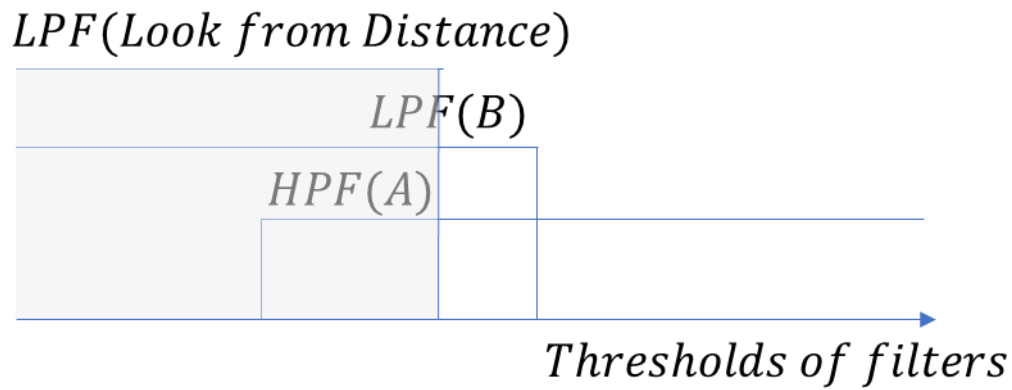 LPF(Look from Distance)
LPF(B)
HPF(A)
Thresholds of filters